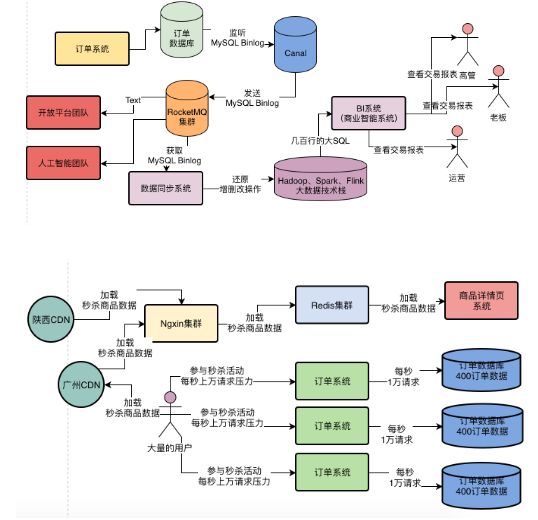 订单系统
订单
数据库
监听
MySQL Binlog
Canal
发送
MySQL Binlog
RocketMQ
集群
Text
开放平台团队
人工智能团队
获取
MySQL Binlog
数据同步系统
还原
增删改操作
Hadoop、Spark、Flink
大数据技术栈
几百行的大SQL
BI系统
（商业智能系统）
查看交易报表
高管
查看交易报表
老板
查看交易报表
运营
陕西CDN
加载
秒杀商品数据
Ngxin集群
加载
秒杀商品数据
Redis集群
加载
秒杀商品数据
商品详情页
系统
加载
秒杀商品数据
广州CDN
加载
秒杀商品数据
大量的用户
参与秒杀活动
每秒上万请求压力
订单系统
每秒
1万请求
订单数据库
400订单数据
参与秒杀活动
每秒上万请求压力
订单系统
每秒
1万请求
订单数据库
400订单数据
参与秒杀活动
每秒上万请求压力
订单系统
每秒
1万请求
订单数据库
400订单数据